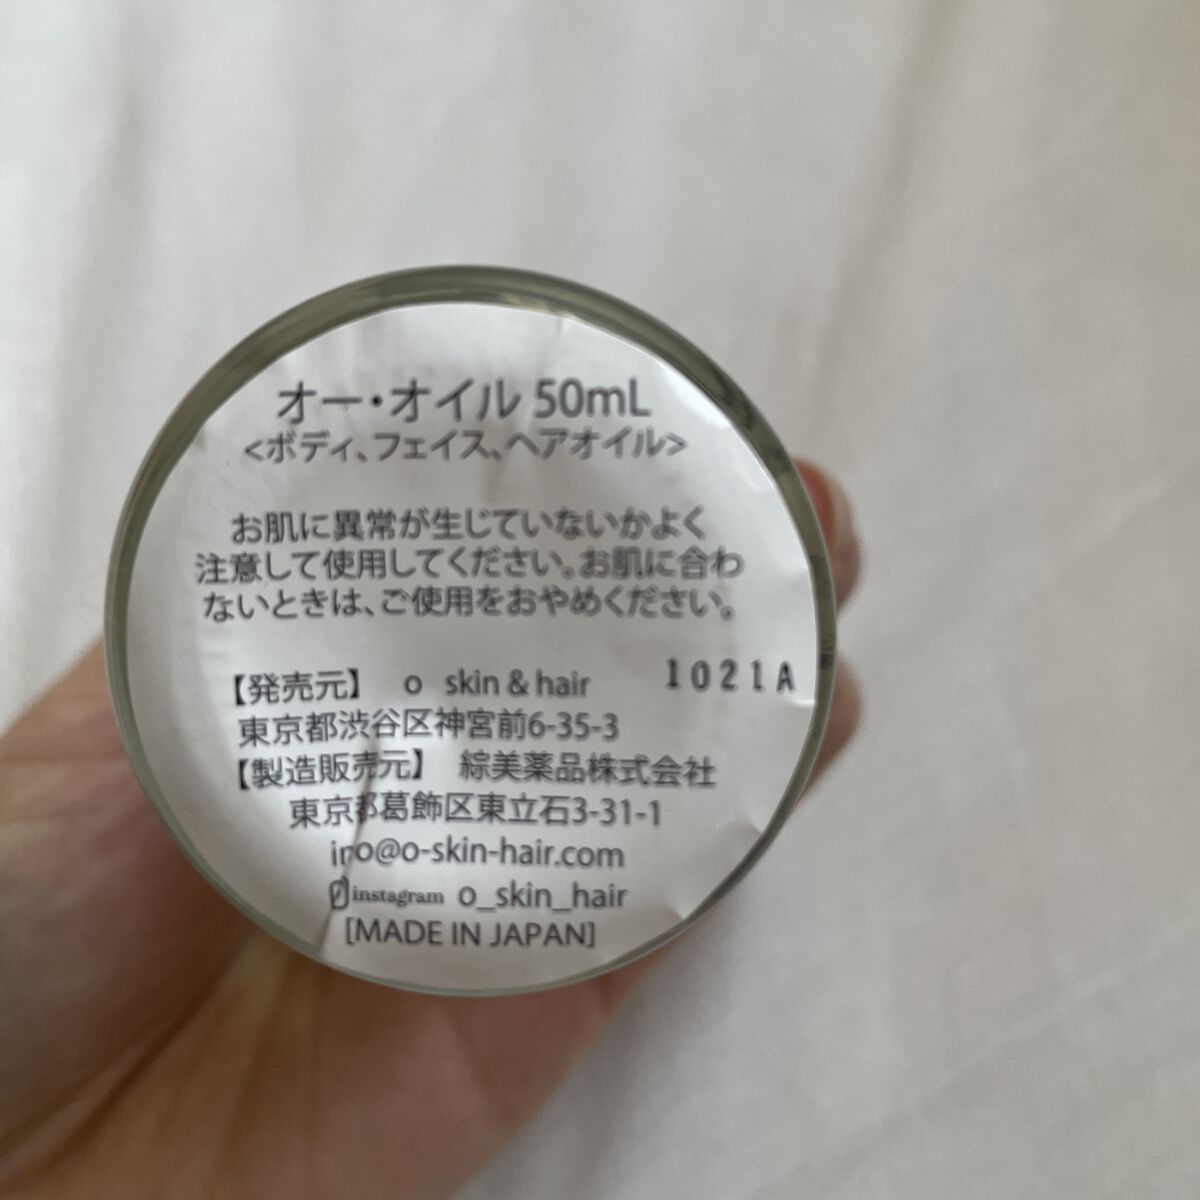 オー・オイル 50mL
<ボディ、フェイス、ヘアオイル>
お肌に異常が生じていないかよく
注意して使用してください。お肌に合わ
ないときは、ご使用をおやめください。
【発売元】 o skin & hair 1021A
東京都渋谷区神宮前6-35-3
【製造販売元】 綜美薬品株式会社
東京都葛飾区東立石3-31-1
@o-skin-hair.com
instagram o_skin_hair
[MADE IN JAPAN]